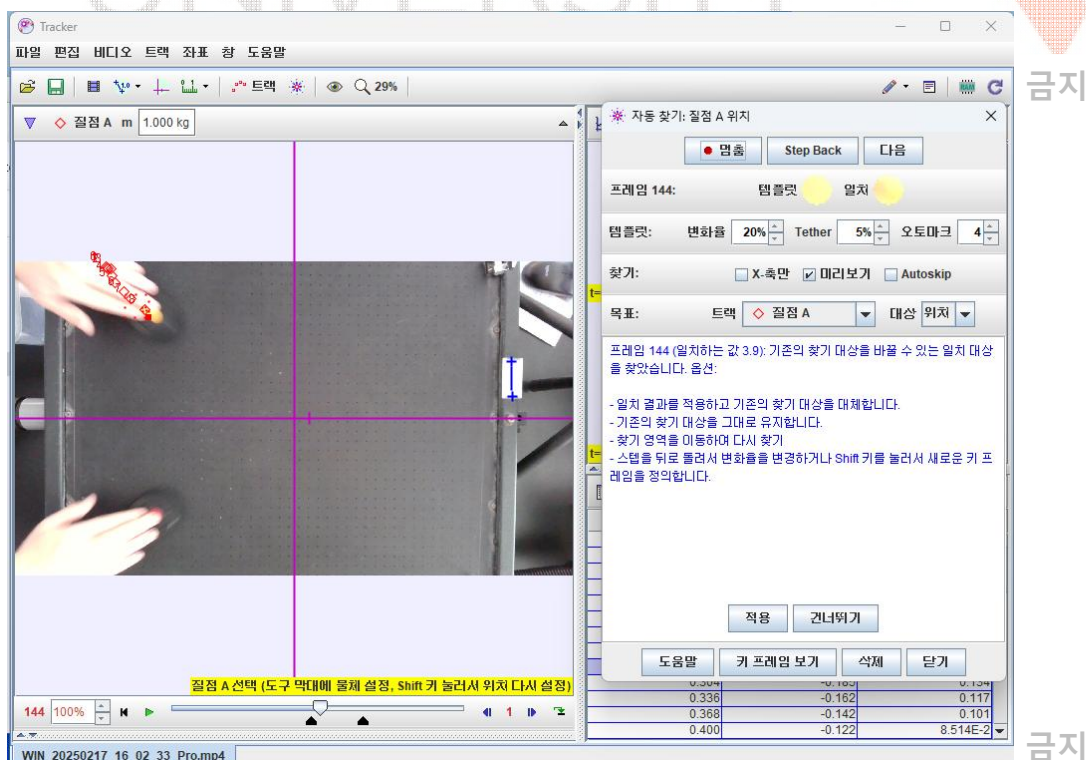 UNIVERSITY
Tracker
파일 편집 비디오 트랙 좌표 창 도움말
트랙 29%
금지
질점 A m 1.000 kg
자동 찾기: 질점 A 위치
멈춤 Step Back 다음
프레임 144: 템플릿 일치
템플릿: 변화율 20% Tether 5% 오토마크 4
찾기: X-축만 미리보기 Autoskip
t=
목표: 트랙 질점 A 대상 위치
프레임 144 (일치하는 값 3.9): 기존의 찾기 대상을 바꿀 수 있는 일치 대상
을 찾았습니다. 옵션:
- 일치 결과를 적용하고 기존의 찾기 대상을 대체합니다.
- 기존의 찾기 대상을 그대로 유지합니다.
- 찾기 영역을 이동하여 다시 찾기
t=
- 스텝을 뒤로 돌려서 변화율을 변경하거나 Shift 키를 눌러서 새로운 키 프
레임을 정의합니다.
적용 건너뛰기
도움말 키 프레임 보기 삭제 닫기
질점 A 선택 (도구 막대에 물체 설정, Shift 키 눌러서 위치 다시 설정)
0.304 -0.183 0.134
0.336 -0.162 0.117
144 100% 1
0.368 -0.142 0.101
0.400 -0.122 8.514E-2
금지
WIN_20250217_16_02_33_Pro.mp4